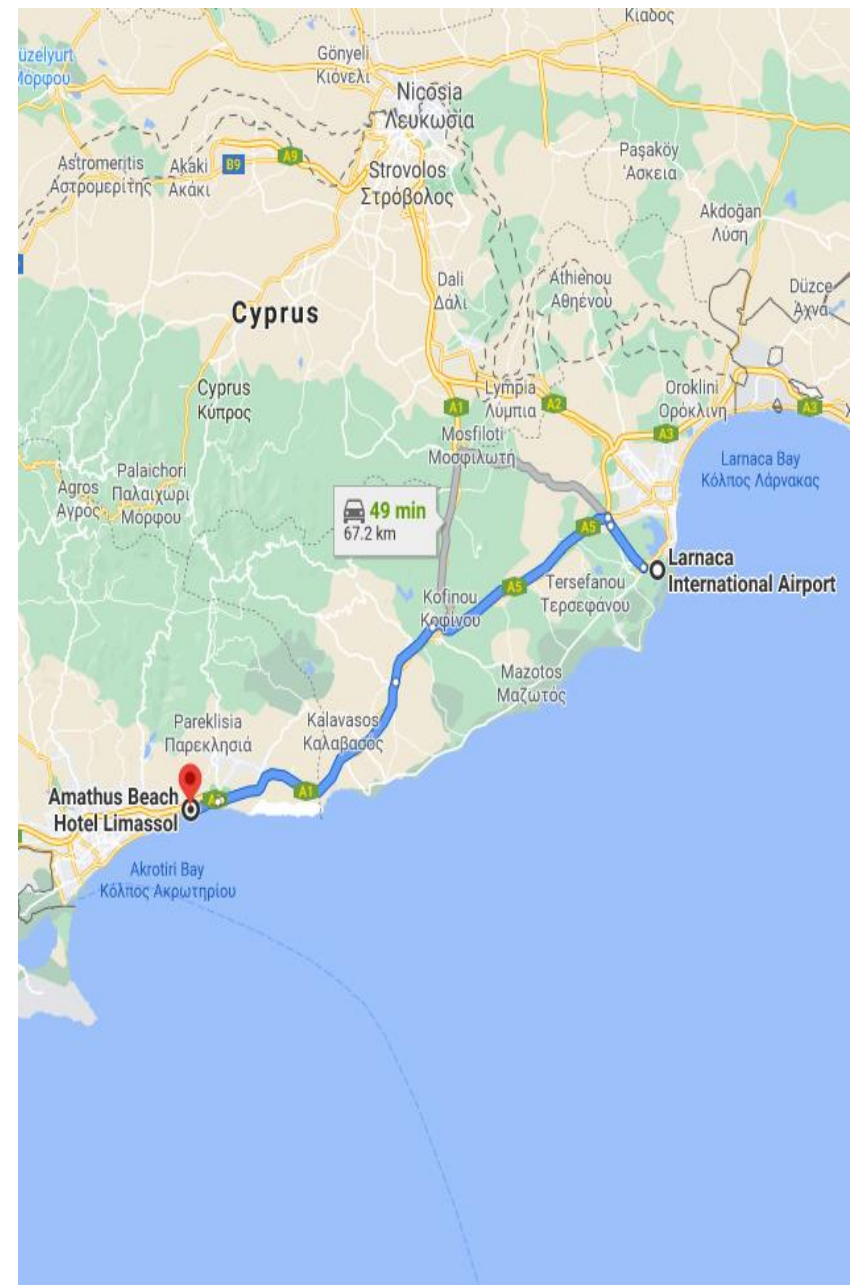 Κιαδος
üzelyurt
Μόρφου
Gönyeli
Κιόνελι
Nicosia
Λευκωσία
Astromeritis
Αστρομερίτης
Akaki
Ακάκι
B9
A9
Strovolos
Στρόβολος
Paşaköy
Άσκεια
Akdoğan
Λύση
Dali
Δάλι
Athienou
Αθηένου
Düzce
Άχνα
Cyprus
Cyprus
Κύπρος
Lympia
Λύμπια
A1
A2
Oroklini
Ορόκλινη
A3
A3
Mosfiloti
Μοσφιλωτή
Larnaca Bay
Κόλπος Λάρνακας
Agros
Αγρός
Palaichori
Παλαιχώρι
Μόρφου
49 min
67.2 km
A5
Larnaca
International Airport
A5
Tersefanou
Τερσεφάνου
Kofinou
Κοφίνου
Mazotos
Μαζωτός
Pareklisia
Παρεκλησιά
Kalavasos
Καλαβασός
A1
Amathus Beach
Hotel Limassol
Akrotiri Bay
Κόλπος Ακρωτηρίου